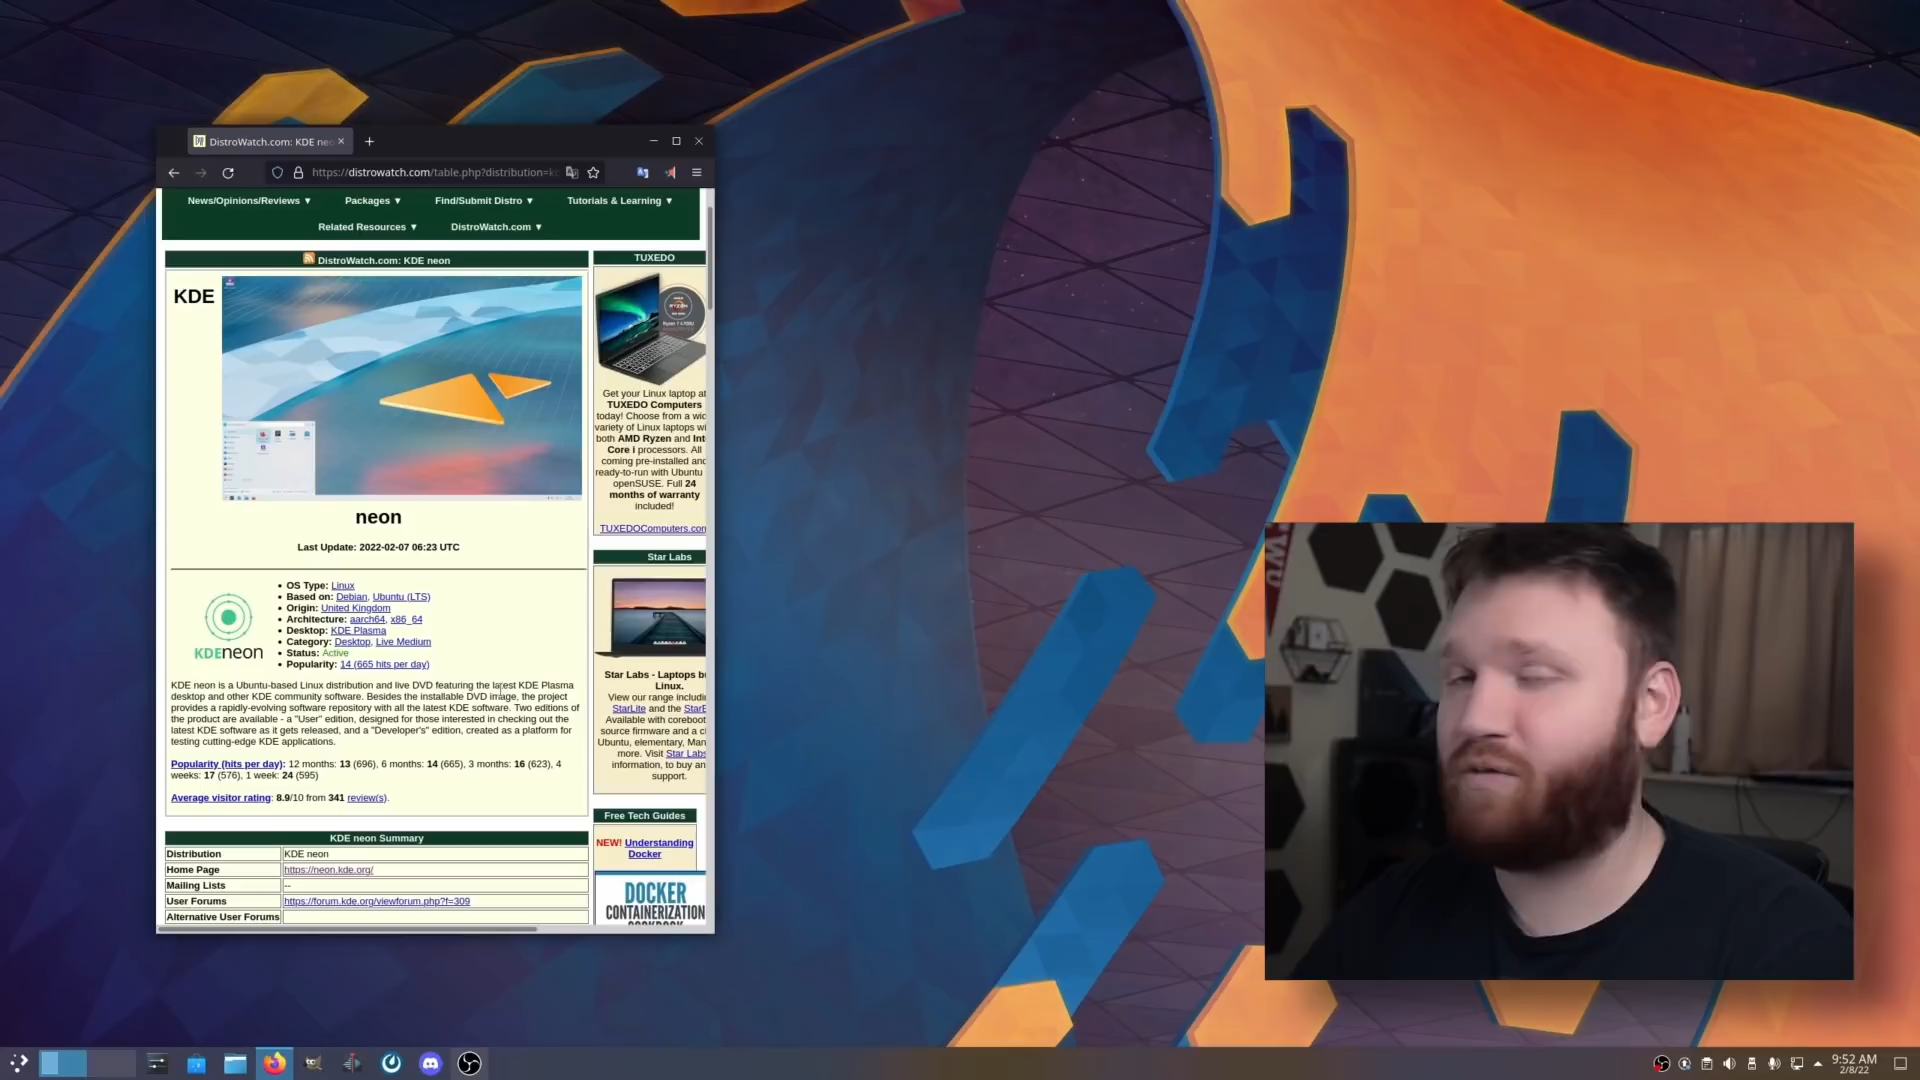 DistroWatch.com: KDE neo
https://distrowatch.com/table.php?distribution=k
News/Opinions/Reviews ▼ Packages ▼ Find/Submit Distro ▼ Tutorials & Learning ▼
Related Resources ▼ DistroWatch.com ▼
DistroWatch.com: KDE neon
KDE
neon
Last Update: 2022-02-07 06:23 UTC
KDE neon
• OS Type: Linux
• Based on: Debian, Ubuntu (LTS)
• Origin: United Kingdom
• Architecture: aarch64, x86_64
• Desktop: KDE Plasma
• Category: Desktop, Live Medium
• Status: Active
• Popularity: 14 (665 hits per day)
KDE neon is a Ubuntu-based Linux distribution and live DVD featuring the latest KDE Plasma
desktop and other KDE community software. Besides the installable DVD image, the project
provides a rapidly-evolving software repository with all the latest KDE software. Two editions of
the product are available - a "User" edition, designed for those interested in checking out the
latest KDE software as it gets released, and a "Developer's" edition, created as a platform for
testing cutting-edge KDE applications.
Popularity (hits per day): 12 months: 13 (696), 6 months: 14 (665), 3 months: 16 (623), 4
weeks: 17 (576), 1 week: 24 (595)
Average visitor rating: 8.9/10 from 341 review(s).
KDE neon Summary
Distribution KDE neon
Home Page https://neon.kde.org/
Mailing Lists --
User Forums https://forum.kde.org/viewforum.php?f=309
Alternative User Forums
TUXEDO
RYZEN
Get your Linux laptop at
TUXEDO Computers
today! Choose from a wid
variety of Linux laptops wi
both AMD Ryzen and Int
Core i processors. All
coming pre-installed and
ready-to-run with Ubuntu
openSUSE. Full 24
months of warranty
included!
TUXEDOComputers.com
Star Labs
Star Labs - Laptops bu
Linux.
View our range includi
StarLite and the StarB
Available with coreboot
source firmware and a c
Ubuntu, elementary, Man
more. Visit Star Labs
information, to buy an
support.
Free Tech Guides
NEW! Understanding
Docker
DOCKER
CONTAINERIZATION
9:52 AM
2/8/22